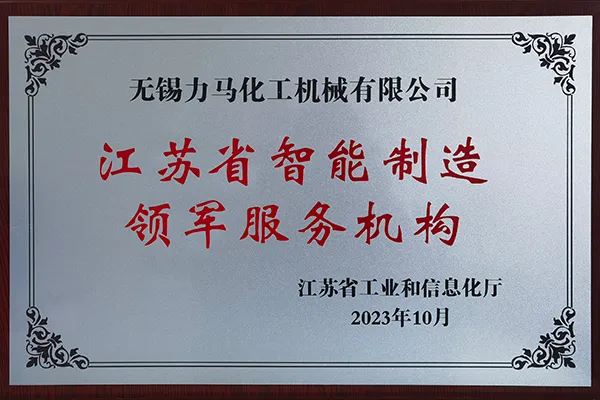 无锡力马化工机械有限公司
江苏省智能制造
领军服务机构
江苏省工业和信息化厅
2023年10月